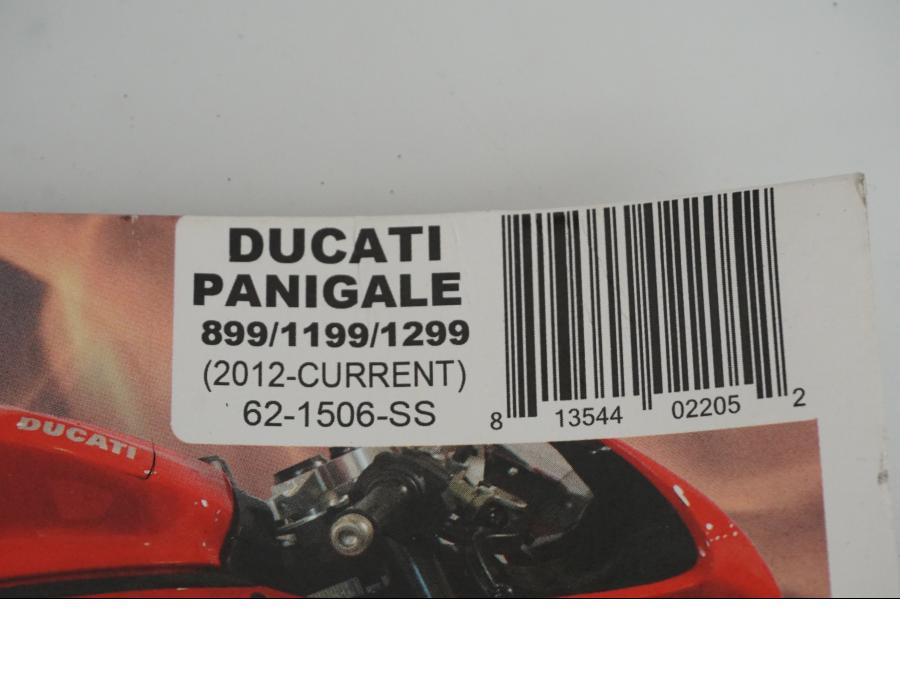 DUCATI
PANIGALE
899/1199/1299
(2012-CURRENT)
62-1506-SS
8 13544 02205 2
DUCATI